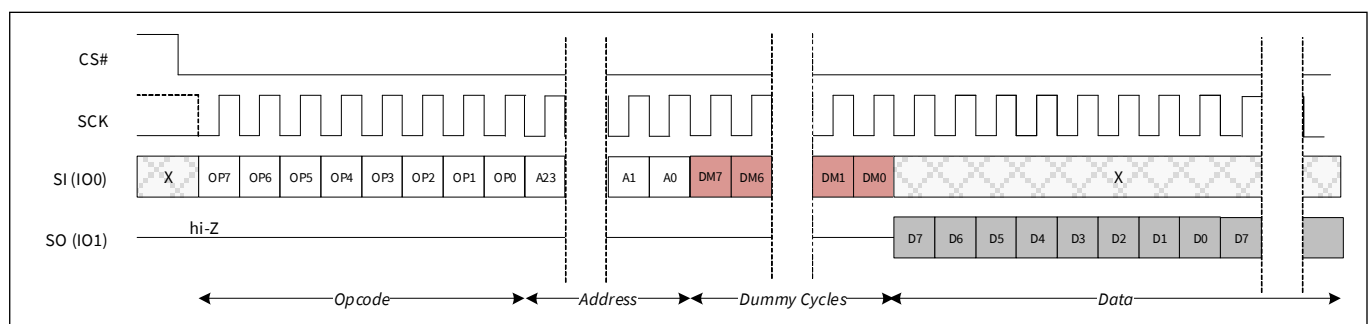 CS#
SCK
SI (IO0) X OP7 OP6 OP5 OP4 OP3 OP2 OP1 OP0 A23 A1 A0 DM7 DM6 DM1 DM0 X
hi-Z
SO (IO1) D7 D6 D5 D4 D3 D2 D1 D0 D7
Opcode Address Dummy Cycles Data